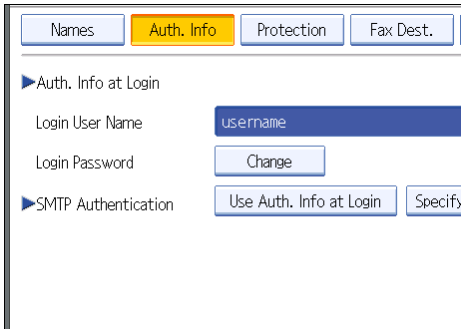 Names Auth. Info Protection Fax Dest.
Auth. Info at Login
Login User Name username
Login Password Change
SMTP Authentication Use Auth. Info at Login Specify